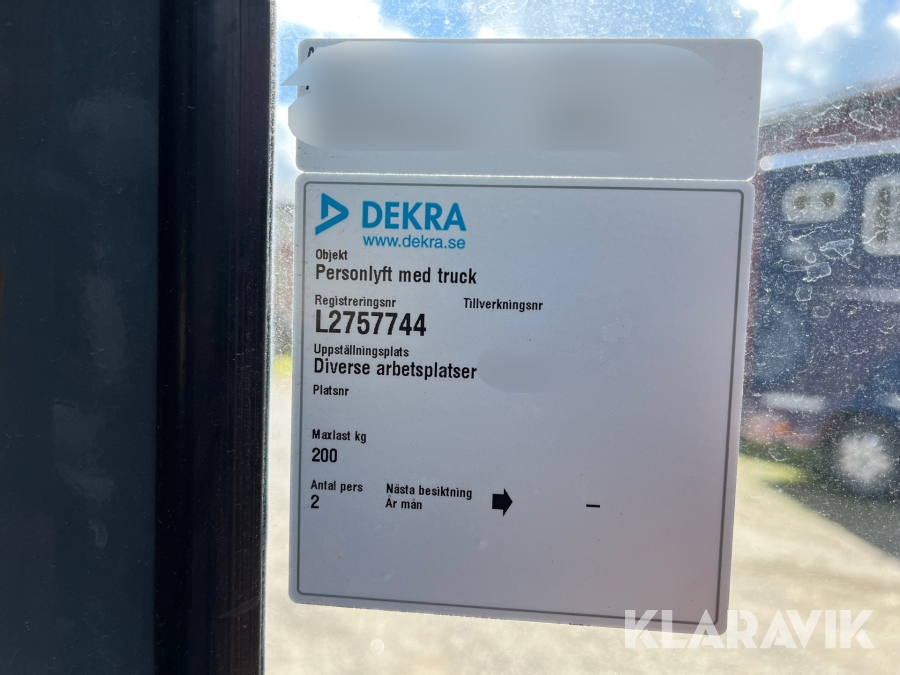 DEKRA
www.dekra.se
Objekt
Personlyft med truck
Registreringsnr Tillverkningsnr
L2757744
Uppställningsplats
Diverse arbetsplatser
Platsnr
Maxlast kg
200
Antal pers Nästa besiktning
2 År mån –
KLARAVIK